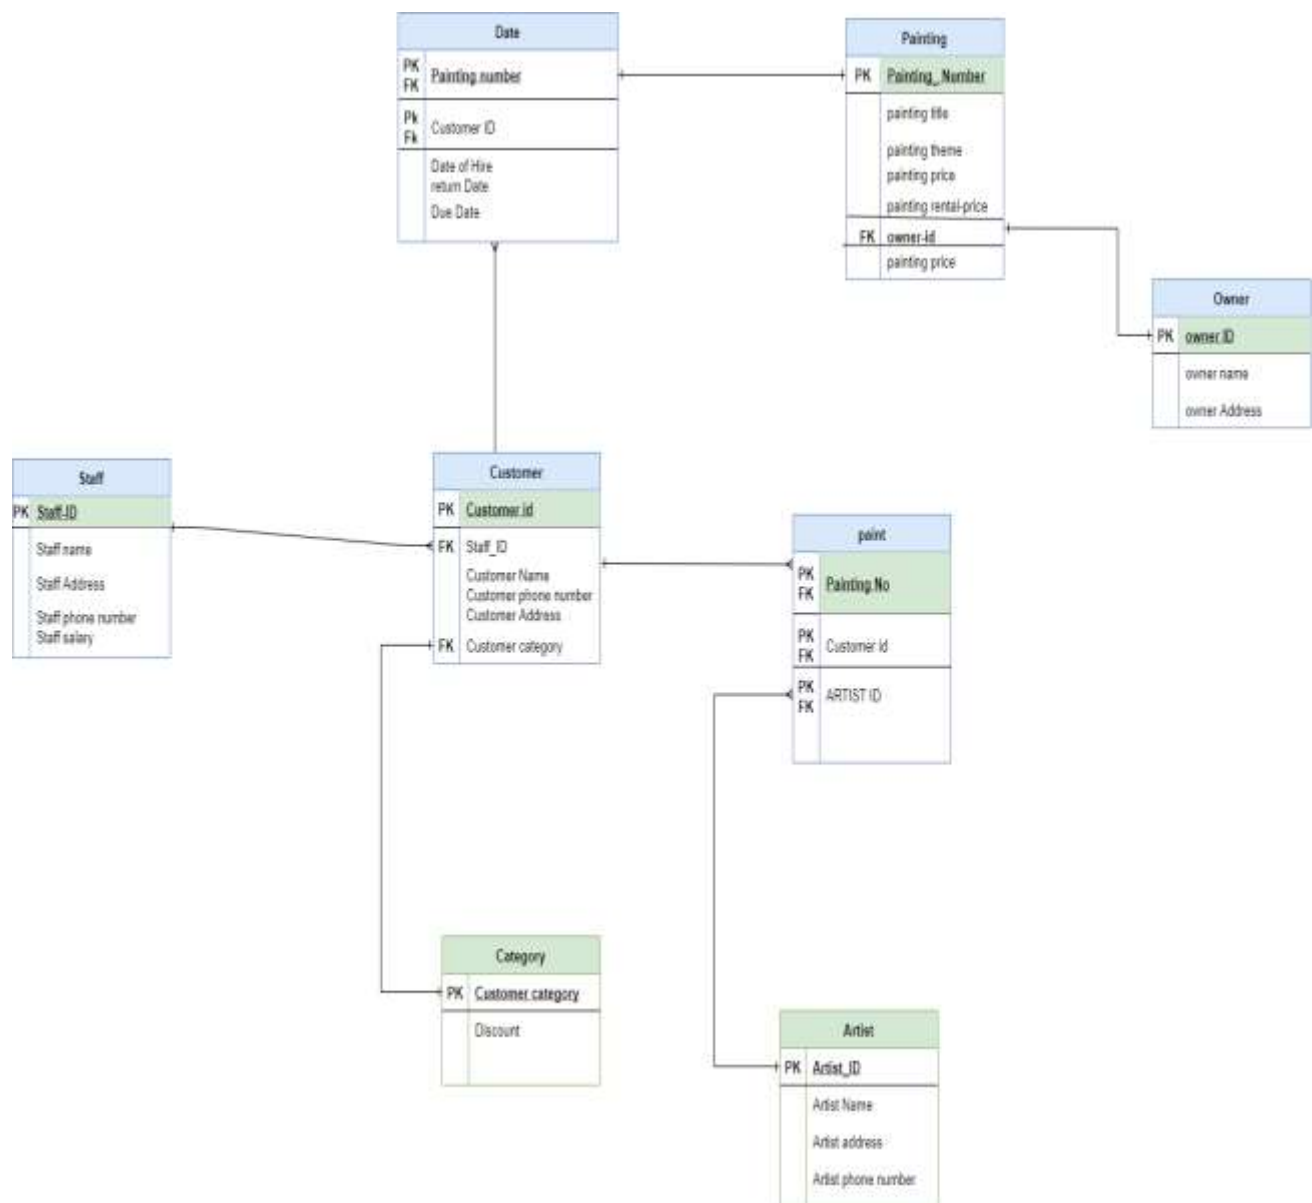 Date
PK
FK
Painting.number
Pk
Fk
Customer ID
Date of Hire
return Date
Due Date
Painting
PK
Painting_ Number
painting title
painting theme
painting price
painting rental-price
FK
owner-id
painting price
Owner
PK
owner.ID
owner name
owner Address
Staff
PK
Staff-ID
Staff name
Staff Address
Staff phone number
Staff salary
Customer
PK
Customer.id
FK
Staff_ID
Customer Name
Customer phone number
Customer Address
FK
Customer category
paint
PK
FK
Painting.No
PK
FK
Customer id
PK
FK
ARTIST ID
Category
PK
Customer category
Discount
Artist
PK
Artist_ID
Artist Name
Artist address
Artist phone number